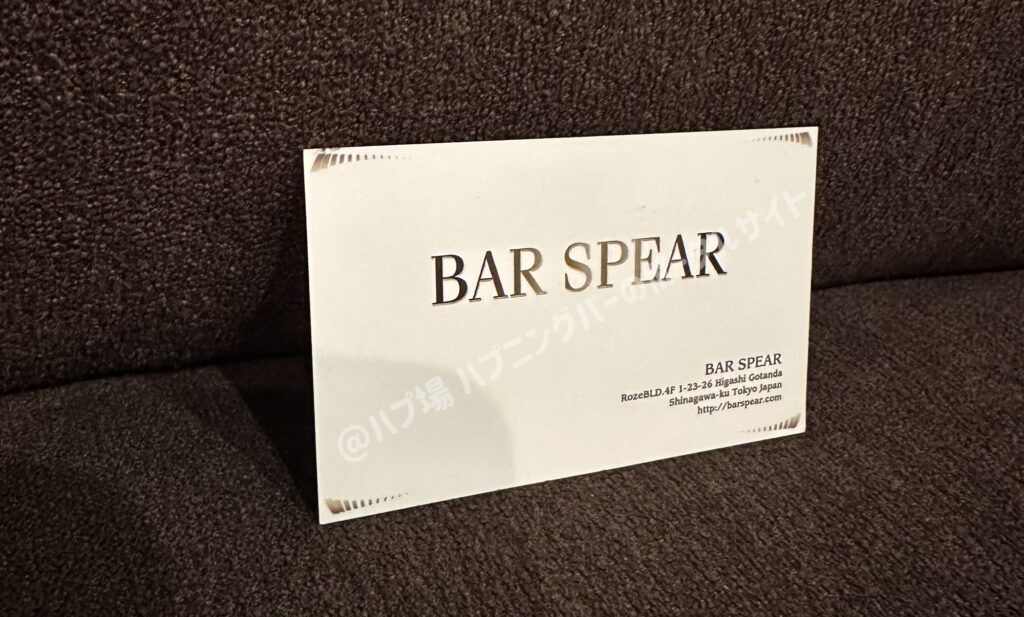 BAR SPEAR
BAR SPEAR
RozeBLD.4F 1-23-26 Higashi Gotanda
Shinagawa-ku Tokyo Japan
http://barspear.com
@ハプ場 ハプニングバーの サイト